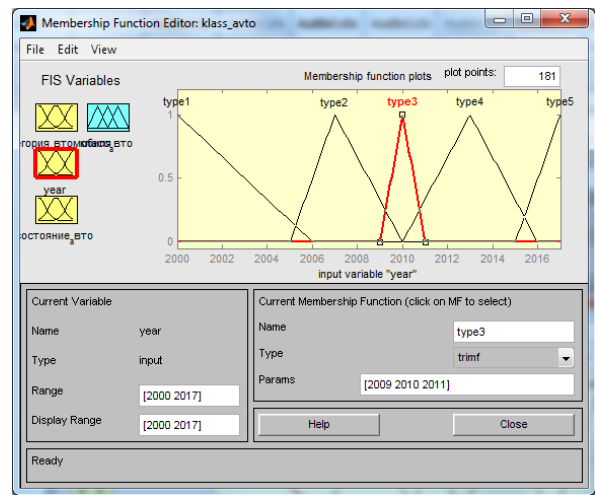 Membership Function Editor: klass_avto
File Edit View
FIS Variables
Membership function plots
plot points:
181
type1
type2
type3
type4
type5
1
0.5
0
2000
2002
2004
2006
2008
2010
2012
2014
2016
input variable "year"
year
Current Variable
Name
year
Type
input
Range
[2000 2017]
Display Range
[2000 2017]
Current Membership Function (click on MF to select)
Name
type3
Type
trimf
Params
[2009 2010 2011]
Help
Close
Ready